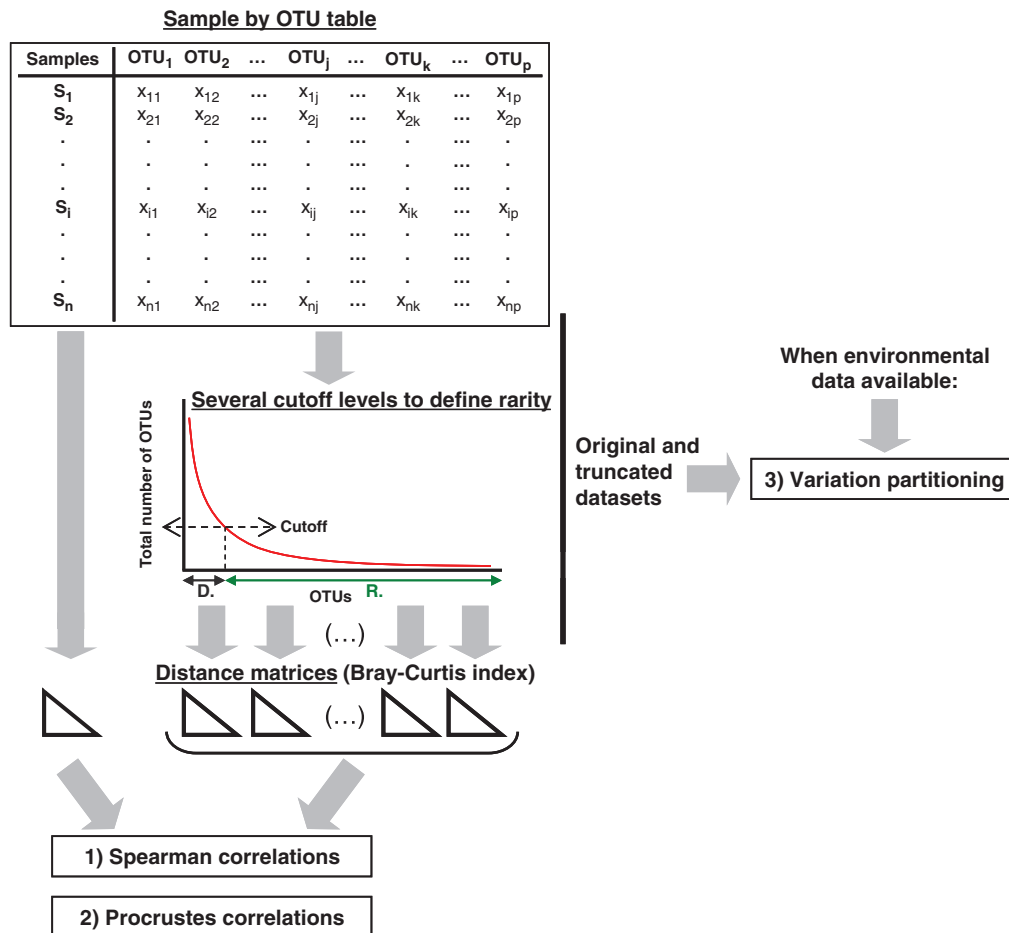 Sample by OTU table
Samples OTU1 OTU2 ... OTUj ... OTUk ... OTUp
S1 x11 x12 ... x1j ... x1k ... x1p
S2 x21 x22 ... x2j ... x2k ... x2p
. . . ... . ... . ... .
. . . ... . ... . ... .
. . . ... . ... . ... .
Si xi1 xi2 ... xij ... xik ... xip
. . . ... . ... . ... .
. . . ... . ... . ... .
. . . ... . ... . ... .
Sn xn1 xn2 ... xnj ... xnk ... xnp
Several cutoff levels to define rarity
Total number of OTUs
Cutoff
D.
R.
OTUs
(...)
Distance matrices (Bray-Curtis index)
(...)
1) Spearman correlations
2) Procrustes correlations
Original and
truncated
datasets
When environmental
data available:
3) Variation partitioning